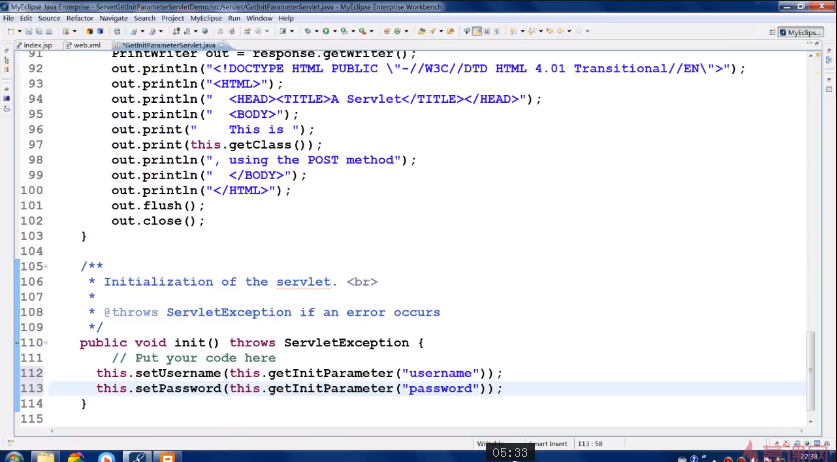 MyEclipse Java Enterprise - ServetGetInitParameterServletDemo/src/servlet/GetInitParameterServlet.java - MyEclipse Enterprise Workbench
File Edit Source Refactor Navigate Search Project MyEclipse Run Window Help
MyEclips...
index.jsp web.xml *GetInitParameterServlet.java
91 PrintWriter out = response.getWriter();
92 out.println("<!DOCTYPE HTML PUBLIC \"-//W3C//DTD HTML 4.01 Transitional//EN\">");
93 out.println("<HTML>");
94 out.println("  <HEAD><TITLE>A Servlet</TITLE></HEAD>");
95 out.println("  <BODY>");
96 out.print("    This is ");
97 out.print(this.getClass());
98 out.println(", using the POST method");
99 out.println("  </BODY>");
100 out.println("</HTML>");
101 out.flush();
102 out.close();
103 }
104
105 /**
106 * Initialization of the servlet. <br>
107 *
108 * @throws ServletException if an error occurs
109 */
110 public void init() throws ServletException {
111 // Put your code here
112 this.setUsername(this.getInitParameter("username"));
113 this.setPassword(this.getInitParameter("password"));
114 }
115
Smart Insert 113 : 58
05:33
22:38